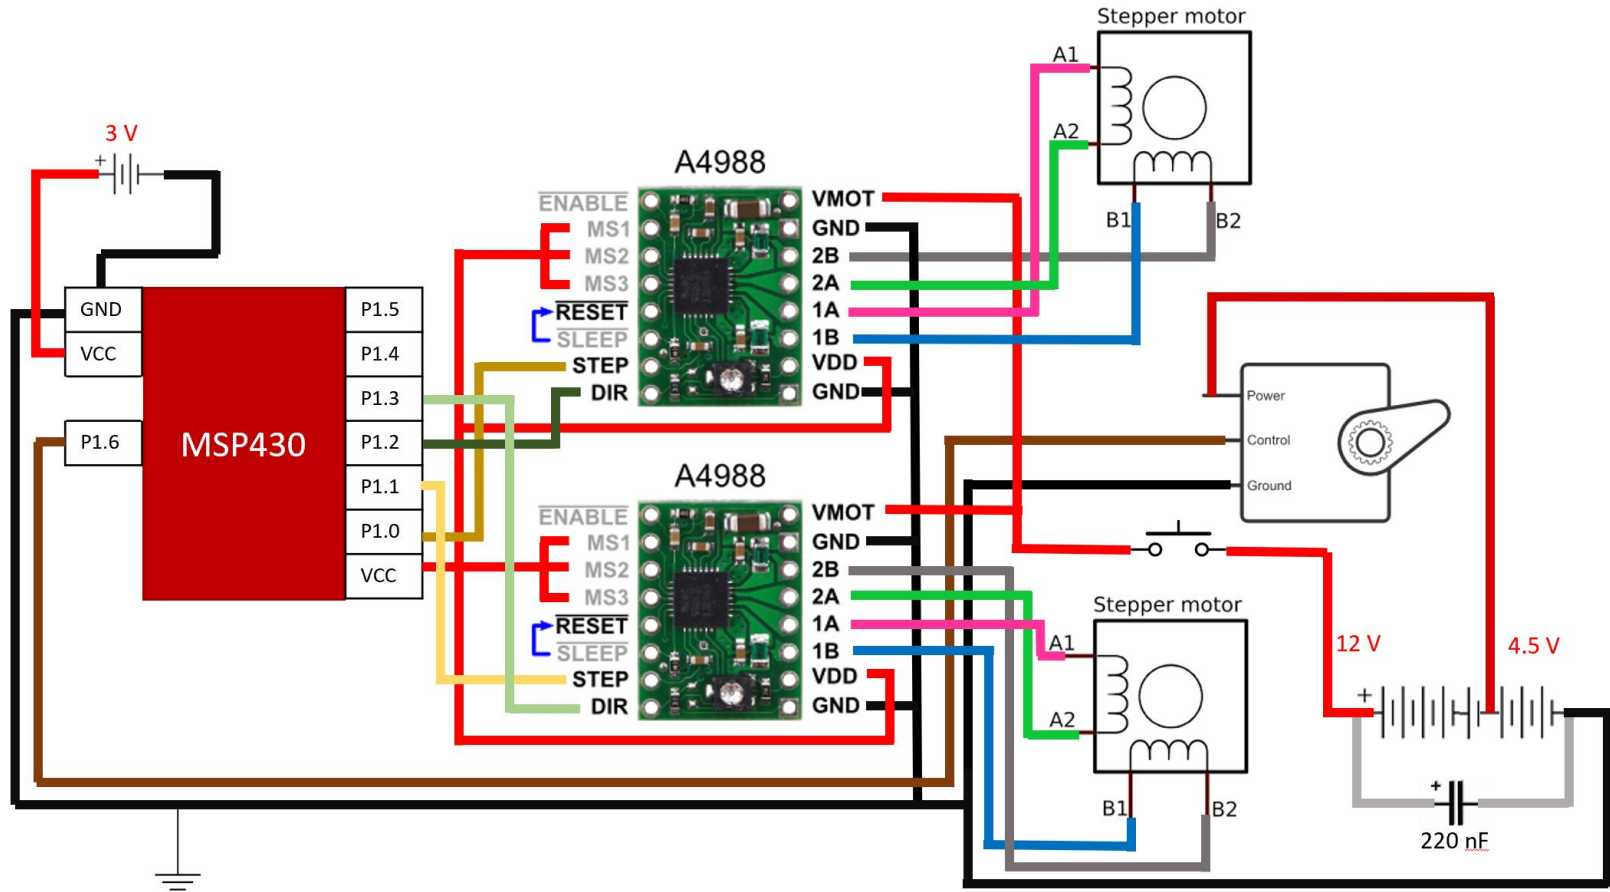 Stepper motor
A1
A2
B1
B2
3 V
+
A4988
ENABLE
MS1
MS2
MS3
RESET
SLEEP
STEP
DIR
VMOT
GND
2B
2A
1A
1B
VDD
GND
GND
VCC
P1.6
MSP430
P1.5
P1.4
P1.3
P1.2
P1.1
P1.0
VCC
Power
Control
Ground
A4988
ENABLE
MS1
MS2
MS3
RESET
SLEEP
STEP
DIR
VMOT
GND
2B
2A
1A
1B
VDD
GND
Stepper motor
A1
A2
B1
B2
12 V
4.5 V
+
+
220 nF